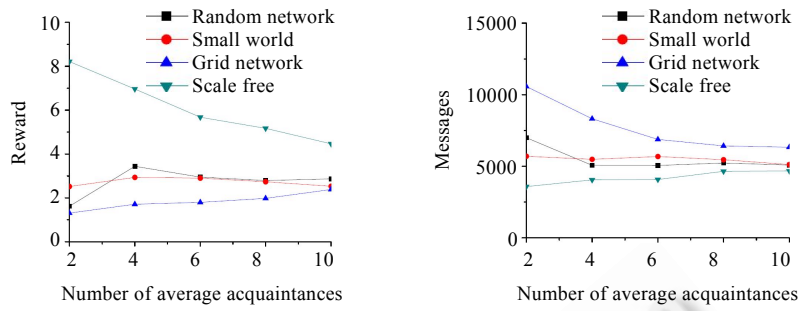 Random network
Small world
Grid network
Scale free
10
8
6
4
2
0
Reward
2
4
6
8
10
Number of average acquaintances
Random network
Small world
Grid network
Scale free
15000
10000
5000
0
Messages
2
4
6
8
10
Number of average acquaintances